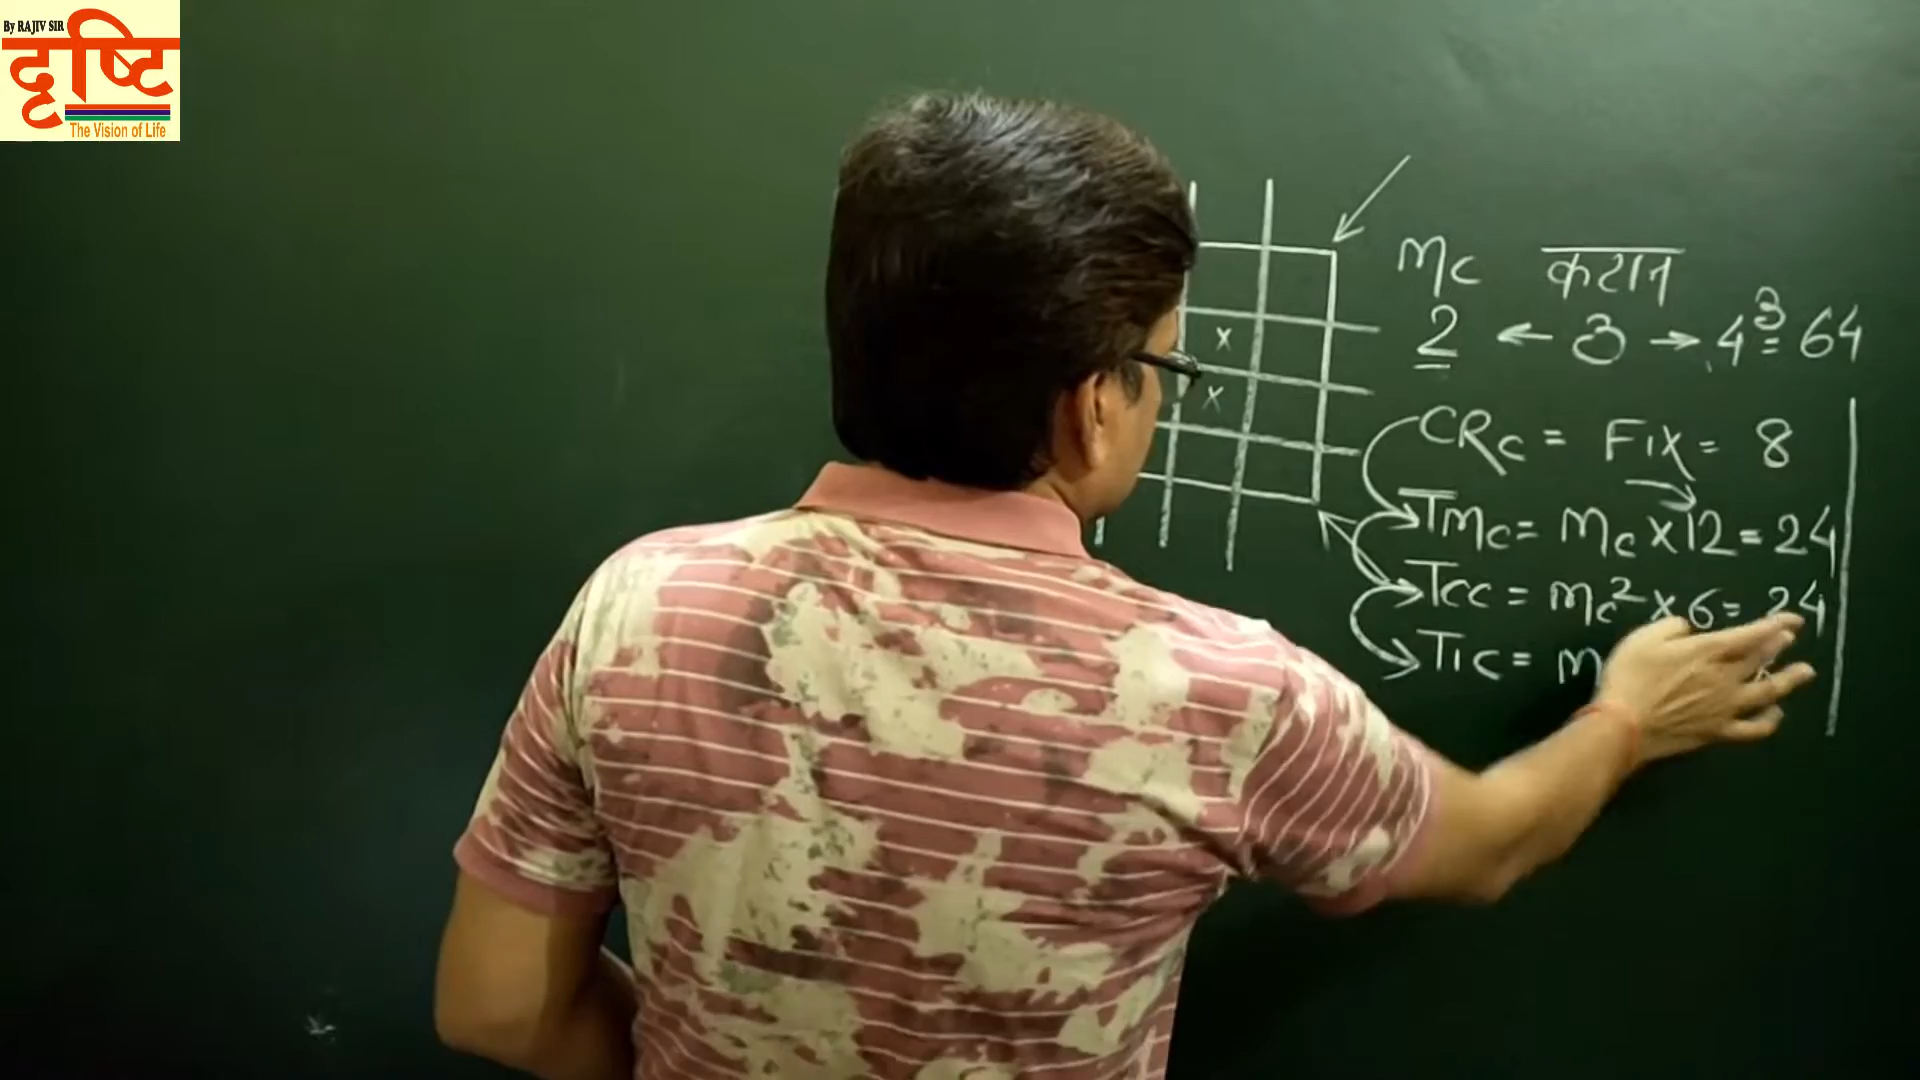 By RAJIV SIR
दृष्टि
The Vision of Life
x
x
mc कटान
2 ← 3 → 4³ = 64
CRc = Fix = 8
Tmc = mc × 12 = 24
Tcc = mc² × 6 = 24
Tic = m